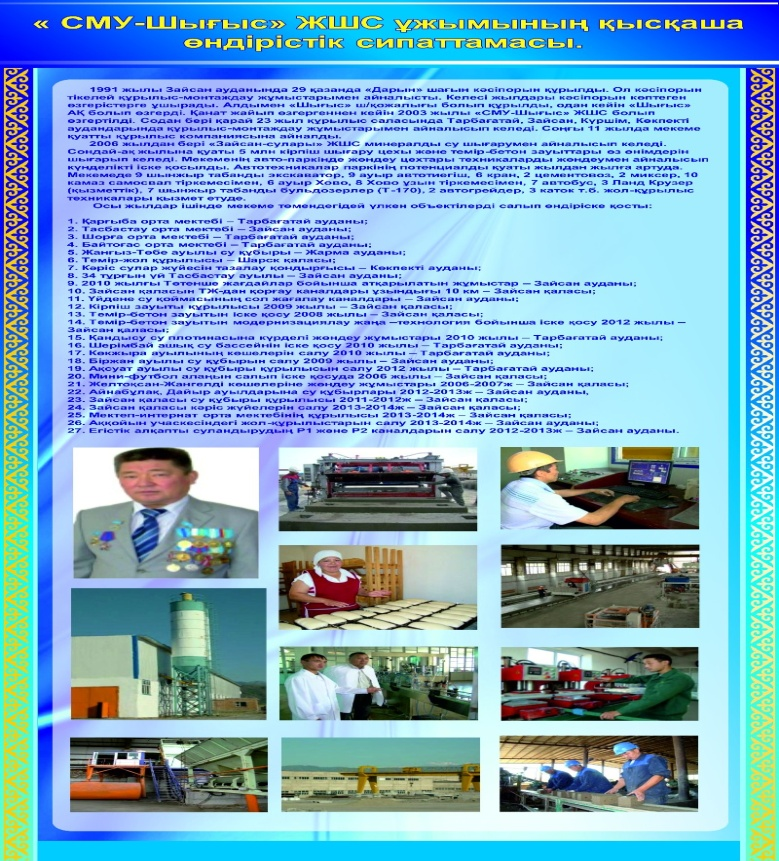 « СМУ-Шығыс» ЖШС ұжымының қысқаша
өндірістік сипаттамасы.
1991 жылы Зайсан ауданында 29 қазанда «Дарын» шағын кәсіпорын құрылды. Ол кәсіпорын
тікелей құрылыс-монтаждау жұмыстарымен айналысты. Келесі жылдары кәсіпорын көптеген
өзгерістерге ұшырады. Алдымен «Шығыс» ш/қожалығы болып құрылды, одан кейін «Шығыс»
АҚ болып өзгерді. Қанат жайып өзгергеннен кейін 2003 жылы «СМУ-Шығыс» ЖШС болып
өзгертілді. Содан бері қарай 23 жыл құрылыс саласында Тарбағатай, Зайсан, Күршім, Көкпекті
аудандарында құрылыс-монтаждау жұмыстарымен айналысып келеді. Соңғы 11 жылда мекеме
қуатты құрылыс компаниясына айналды.
2006 жылдан бері «Зайсан-сулары» ЖШС минералды су шығарумен айналысып келеді.
Сондай-ақ жылына қуаты 5 млн кірпіш шығару цехы және темір-бетон зауыттары өз өнімдерін
шығарып келеді. Мекеменің авто-паркінде жөндеу цехтары техникаларды жөндеумен айналысып
күнделікті іске қосылды. Автотехникалар паркінің потенциалды қуаты жылдан жылға артуда.
Мекемеде 9 шынжыр табанды экскаватор, 9 ауыр автотиегіш, 6 кран, 2 цементовоз, 2 миксер, 10
камаз самосвал тіркемесімен, 6 ауыр Хово, 8 Хово ұзын тіркемесімен, 7 автобус, 3 Ланд Крузер
(қызметтік), 7 шынжыр табанды бульдозерлер (Т-170), 2 автогрейдер, 3 каток т.б. жол-құрылыс
техникалары қызмет етуде.
Осы жылдар ішінде мекеме төмендегідей үлкен объектілерді салып өндіріске қосты:
1. Қарғыба орта мектебі – Тарбағатай ауданы;
2. Тасбастау орта мектебі – Зайсан ауданы;
3. Шорға орта мектебі – Тарбағатай ауданы;
4. Байтоғас орта мектебі – Тарбағатай ауданы;
5. Жаңғыз-Төбе ауылы су құбыры – Жарма ауданы;
6. Темір-жол құрылысы – Шарск қаласы;
7. Кәріс сулар жүйесін тазалау қондырғысы – Көкпекті ауданы;
8. 34 тұрғын үй Тасбастау ауылы – Зайсан ауданы;
9. 2010 жылғы Төтенше жағдайлар бойынша атқарылатын жұмыстар – Зайсан ауданы;
10. Зайсан қаласын ТЖ-дан қорғау каналдары ұзындығы 10 км – Зайсан қаласы;
11. Үйдене су қоймасының сол жағалау каналдары – Зайсан ауданы;
12. Кірпіш зауыты құрылысы 2009 жылы – Зайсан қаласы;
13. Темір-бетон зауытын іске қосу 2008 жылы – Зайсан қаласы;
14. Темір-бетон зауытын модернизациялау жаңа –технология бойынша іске қосу 2012 жылы –
Зайсан қаласы;
15. Қандысу су плотинасына күрделі жөндеу жұмыстары 2010 жылы – Тарбағатай ауданы;
16. Шерімбай ашық су бассейнін іске қосу 2010 жылы – Тарбағатай ауданы;
17. Көкжыра ауылының көшелерін салу 2010 жылы – Тарбағатай ауданы;
18. Біржан ауылы су құбырын салу 2009 жылы – Зайсан ауданы;
19. Ақсуат ауылы су құбыры құрылысын салу 2012 жылы – Тарбағатай ауданы;
20. Мини-футбол алаңын салып іске қосуда 2006 жылы – Зайсан қаласы;
21. Желтоқсан-Жангелді көшелеріне жөндеу жұмыстары 2006-2007ж – Зайсан қаласы;
22. Айнабұлақ, Дайыр ауылдарына су құбырлары 2012-2013ж – Зайсан ауданы,
23. Зайсан қаласы су құбыры құрылысы 2011-2012ж – Зайсан қаласы;
24. Зайсан қаласы кәріс жүйелерін салу 2013-2014ж – Зайсан қаласы;
25. Мектеп-интернат орта мектебінің құрылысы 2013-2014ж – Зайсан қаласы;
26. Аққойын учаскесіндегі жол-құрылыстарын салу 2013-2014ж – Зайсан ауданы;
27. Егістік алқапты суландырудың Р1 және Р2 каналдарын салу 2012-2013ж – Зайсан ауданы.